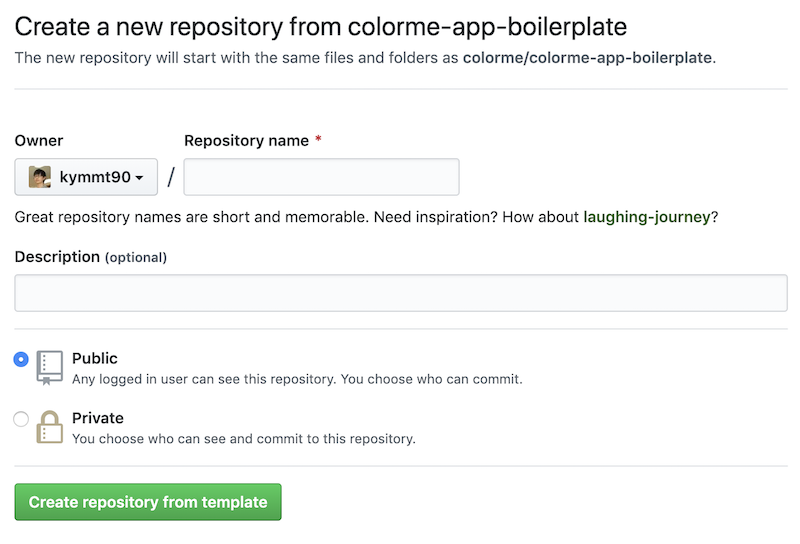 Create a new repository from colorme-app-boilerplate
The new repository will start with the same files and folders as colorme/colorme-app-boilerplate.
Owner
Repository name *
kymmt90
/
Great repository names are short and memorable. Need inspiration? How about laughing-journey?
Description (optional)
Public
Any logged in user can see this repository. You choose who can commit.
Private
You choose who can see and commit to this repository.
Create repository from template